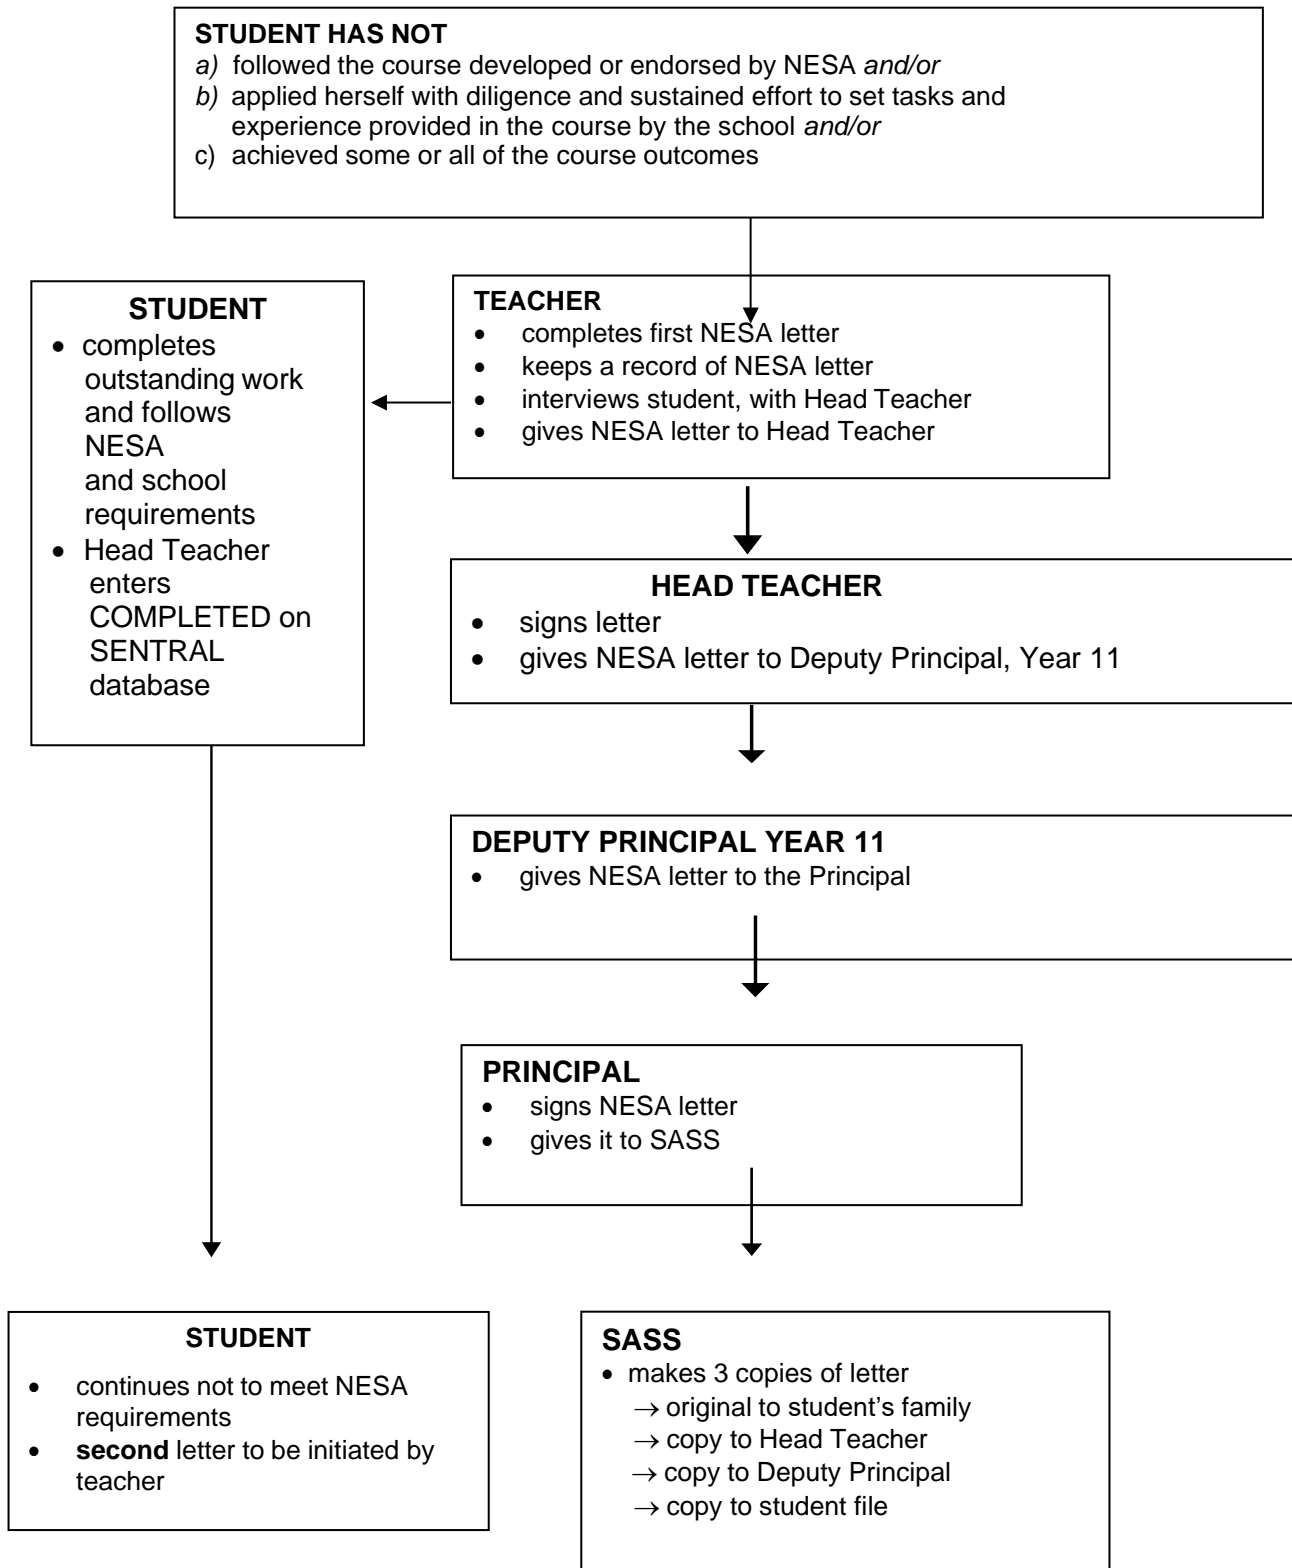 STUDENT HAS NOT
a) followed the course developed or endorsed by NESA and/or
b) applied herself with diligence and sustained effort to set tasks and
experience provided in the course by the school and/or
c) achieved some or all of the course outcomes
TEACHER
• completes first NESA letter
• keeps a record of NESA letter
• interviews student, with Head Teacher
• gives NESA letter to Head Teacher
STUDENT
• completes
outstanding work
and follows
NESA
and school
requirements
• Head Teacher
enters
COMPLETED on
SENTRAL
database
HEAD TEACHER
• signs letter
• gives NESA letter to Deputy Principal, Year 11
DEPUTY PRINCIPAL YEAR 11
• gives NESA letter to the Principal
PRINCIPAL
• signs NESA letter
• gives it to SASS
STUDENT
• continues not to meet NESA
requirements
• second letter to be initiated by
teacher
SASS
• makes 3 copies of letter
→ original to student’s family
→ copy to Head Teacher
→ copy to Deputy Principal
→ copy to student file